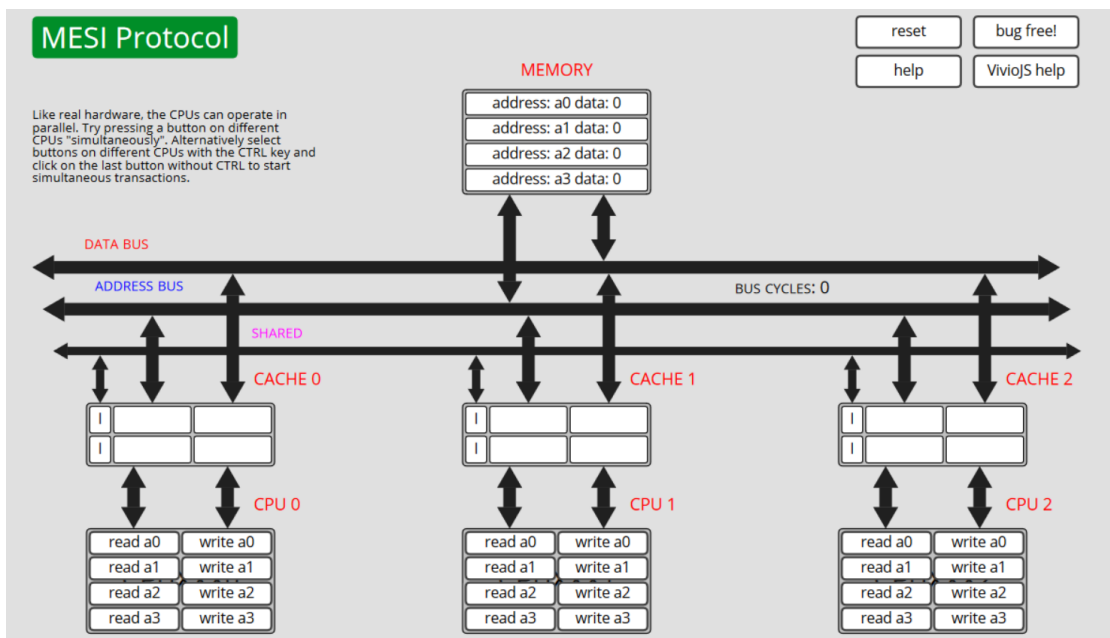 MESI Protocol
reset
bug free!
help
VivioJS help
MEMORY
address: a0 data: 0
address: a1 data: 0
address: a2 data: 0
address: a3 data: 0
Like real hardware, the CPUs can operate in
parallel. Try pressing a button on different
CPUs "simultaneously". Alternatively select
buttons on different CPUs with the CTRL key and
click on the last button without CTRL to start
simultaneous transactions.
DATA BUS
ADDRESS BUS
BUS CYCLES: 0
SHARED
CACHE 0
CACHE 1
CACHE 2
I
I
I
I
I
I
CPU 0
CPU 1
CPU 2
read a0 write a0
read a1 write a1
read a2 write a2
read a3 write a3
read a0 write a0
read a1 write a1
read a2 write a2
read a3 write a3
read a0 write a0
read a1 write a1
read a2 write a2
read a3 write a3